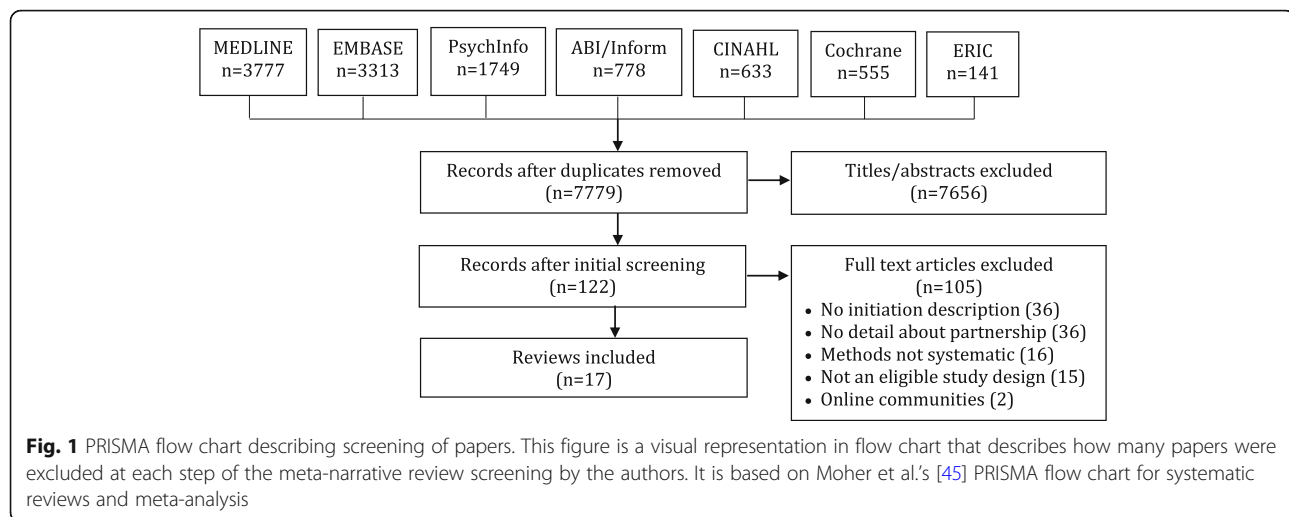 MEDLINE
n=3777
EMBASE
n=3313
PsychInfo
n=1749
ABI/Inform
n=778
CINAHL
n=633
Cochrane
n=555
ERIC
n=141
Records after duplicates removed
(n=7779)
Titles/abstracts excluded
(n=7656)
Records after initial screening
(n=122)
Full text articles excluded
(n=105)
• No initiation description (36)
• No detail about partnership (36)
• Methods not systematic (16)
• Not an eligible study design (15)
• Online communities (2)
Reviews included
(n=17)
Fig. 1 PRISMA flow chart describing screening of papers. This figure is a visual representation in flow chart that describes how many papers were
excluded at each step of the meta-narrative review screening by the authors. It is based on Moher et al.'s [45] PRISMA flow chart for systematic
reviews and meta-analysis